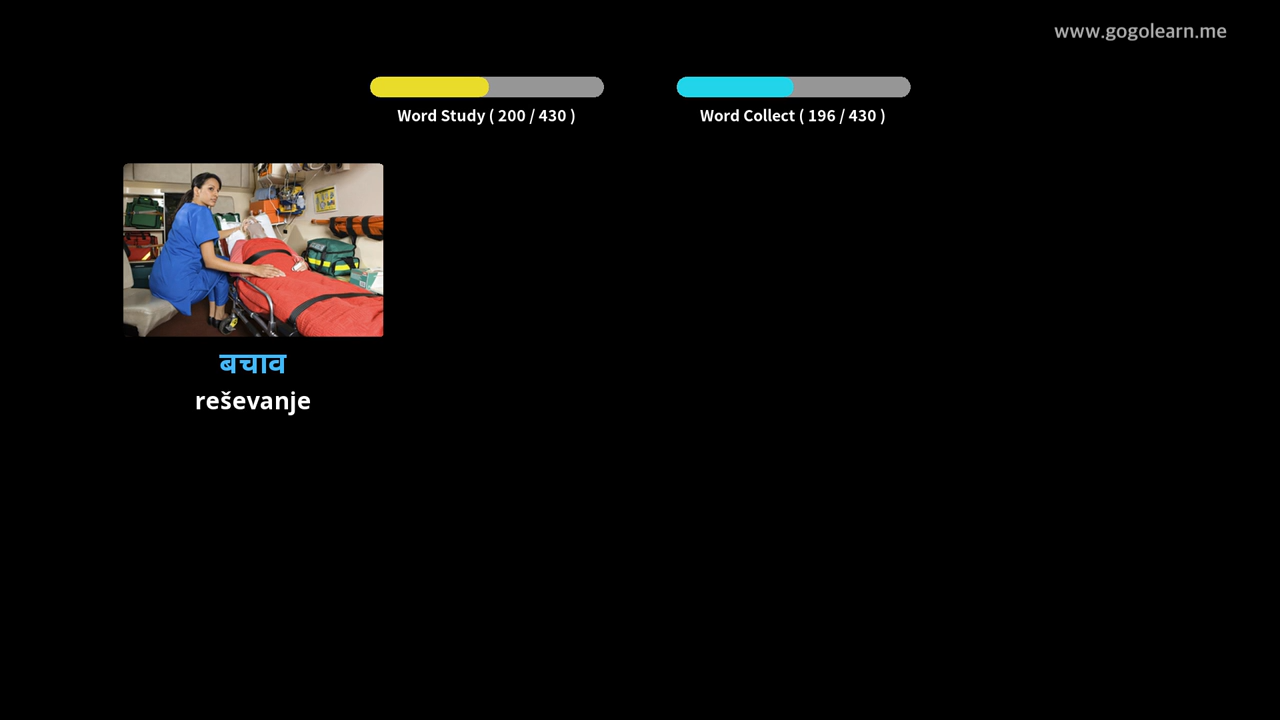 www.gogolearn.me
Word Study ( 200 / 430 )
Word Collect ( 196 / 430 )
बचाव
reševanje